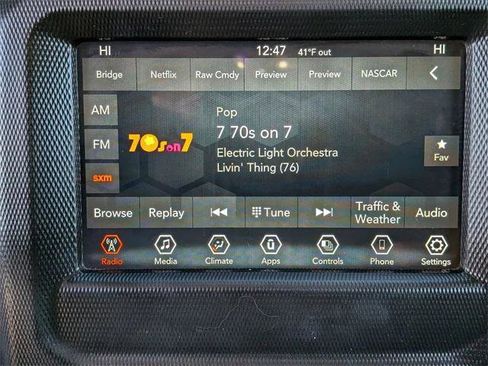 HI 12:47 41°F out HI
Bridge Netflix Raw Cmdy Preview Preview NASCAR
AM
FM
sxm
70s on 7
Pop
7 70s on 7
Electric Light Orchestra
Livin' Thing (76)
Fav
Browse Replay Tune Traffic & Weather Audio
Radio Media Climate Apps Controls Phone Settings